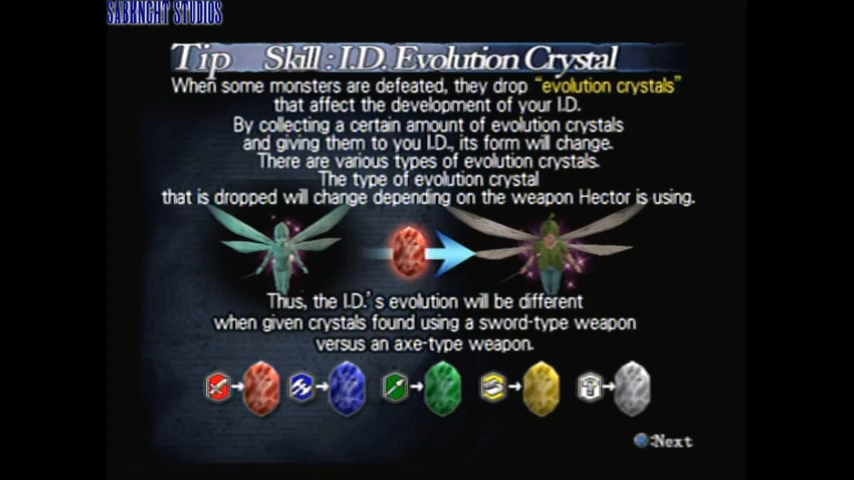 SABKNGHT STUDIOS
Tip Skill : I.D. Evolution Crystal
When some monsters are defeated, they drop "evolution crystals"
that affect the development of your I.D.
By collecting a certain amount of evolution crystals
and giving them to you I.D., its form will change.
There are various types of evolution crystals.
The type of evolution crystal
that is dropped will change depending on the weapon Hector is using.
Thus, the I.D.'s evolution will be different
when given crystals found using a sword-type weapon
versus an axe-type weapon.
:Next